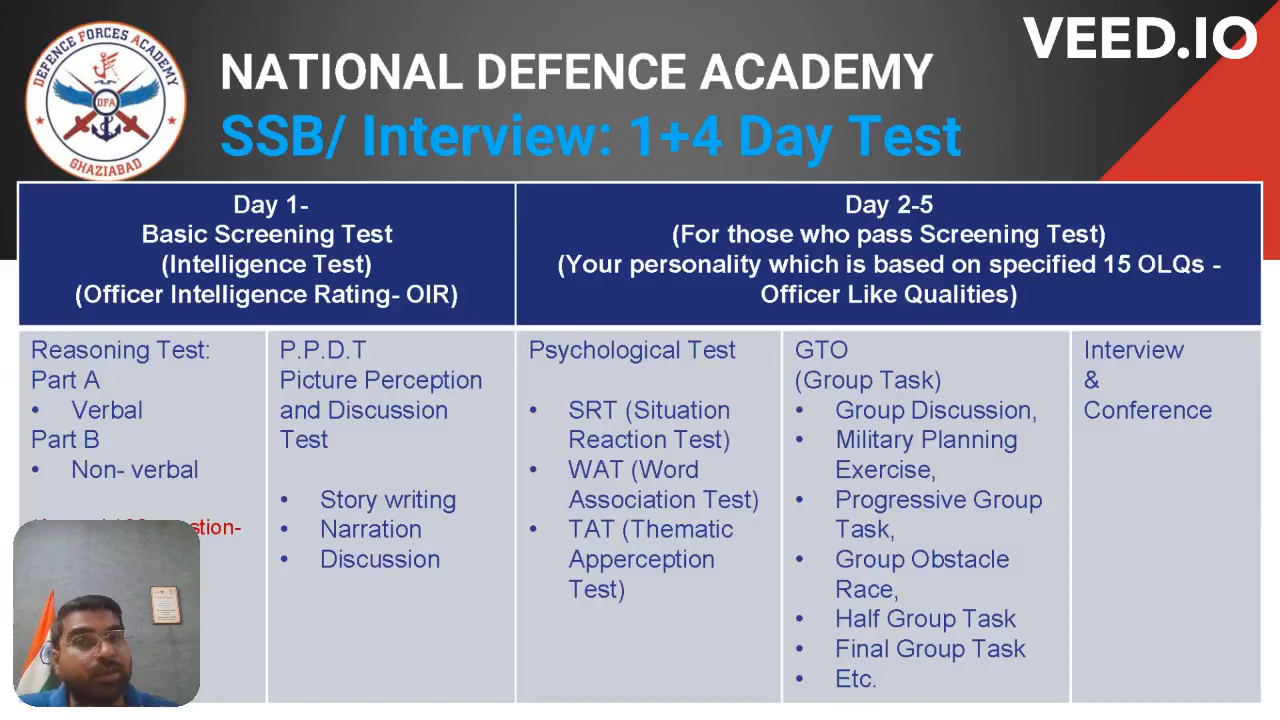 VEED.IO
DEFENCE FORCES ACADEMY
DFA
GHAZIABAD
NATIONAL DEFENCE ACADEMY
SSB/ Interview: 1+4 Day Test
Day 1-
Basic Screening Test
(Intelligence Test)
(Officer Intelligence Rating- OIR)
Day 2-5
(For those who pass Screening Test)
(Your personality which is based on specified 15 OLQs -
Officer Like Qualities)
Reasoning Test:
Part A
• Verbal
Part B
• Non- verbal
P.P.D.T
Picture Perception
and Discussion
Test
• Story writing
• Narration
• Discussion
Psychological Test
• SRT (Situation
Reaction Test)
• WAT (Word
Association Test)
• TAT (Thematic
Apperception
Test)
GTO
(Group Task)
• Group Discussion,
• Military Planning
Exercise,
• Progressive Group
Task,
• Group Obstacle
Race,
• Half Group Task
• Final Group Task
• Etc.
Interview
&
Conference